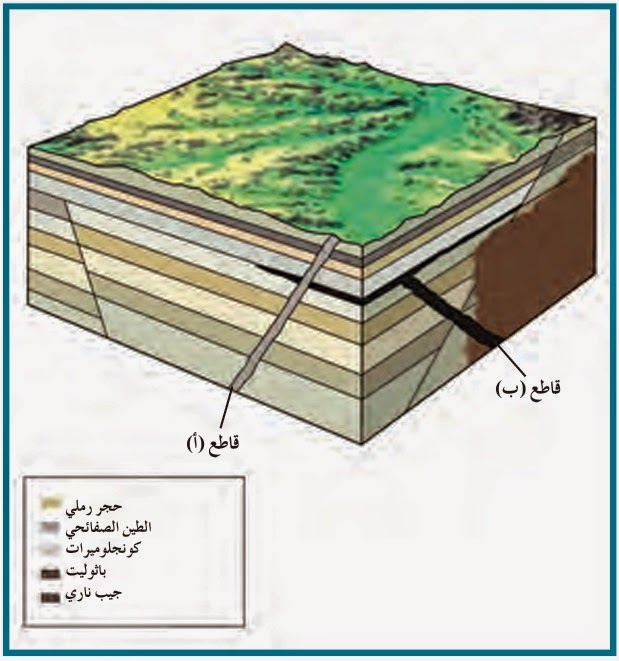 قاطع (ب)
قاطع (أ)
حجر رملي
الطين الصفائحي
كونجلوميرات
باثوليت
جيب ناري